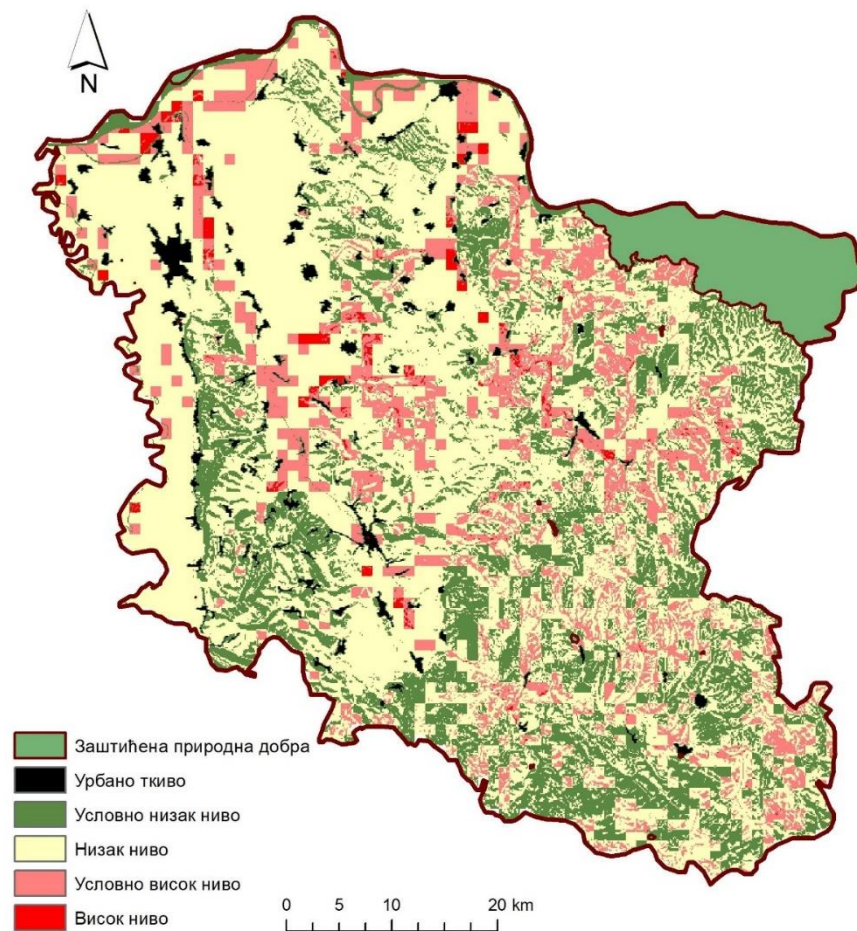 N
Заштићена природна добра
Урбано ткиво
Условно низак ниво
Низак ниво
Условно висок ниво
Висок ниво
0 5 10 20 km